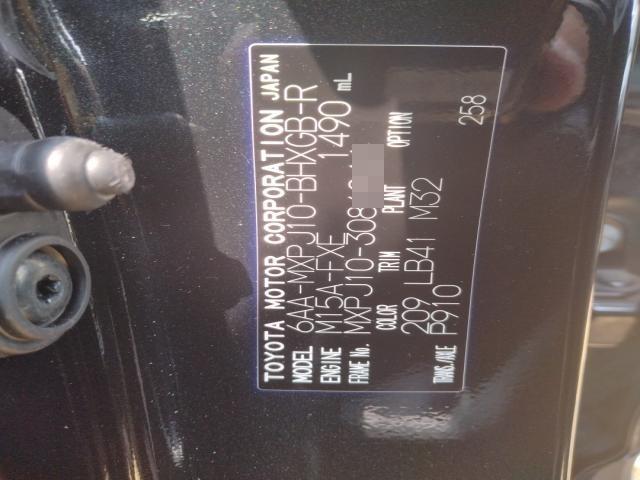 TOYOTA MOTOR CORPORATION JAPAN
MODEL 6AA-MXPJ10-BHXGB-R
ENGINE M15A-FXE 1490 mL
FRAME No. MXPJ10-308
COLOR TRIM PLANT OPTION
209 LB41 M32 258
TRANS./AXLE P910